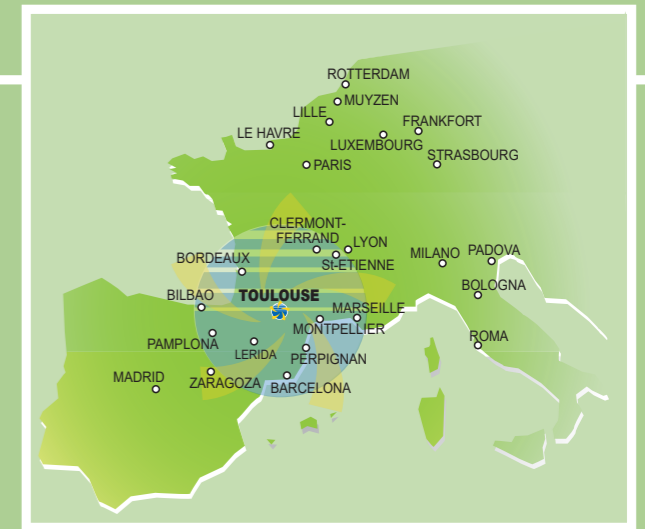 ROTTERDAM
MUYZEN
LILLE
FRANKFORT
LE HAVRE
LUXEMBOURG
PARIS
STRASBOURG
CLERMONT-
FERRAND
LYON
St-ETIENNE
BORDEAUX
MILANO
PADOVA
BOLOGNA
BILBAO
TOULOUSE
MARSEILLE
MONTPELLIER
ROMA
PAMPLONA
LERIDA
PERPIGNAN
MADRID
ZARAGOZA
BARCELONA